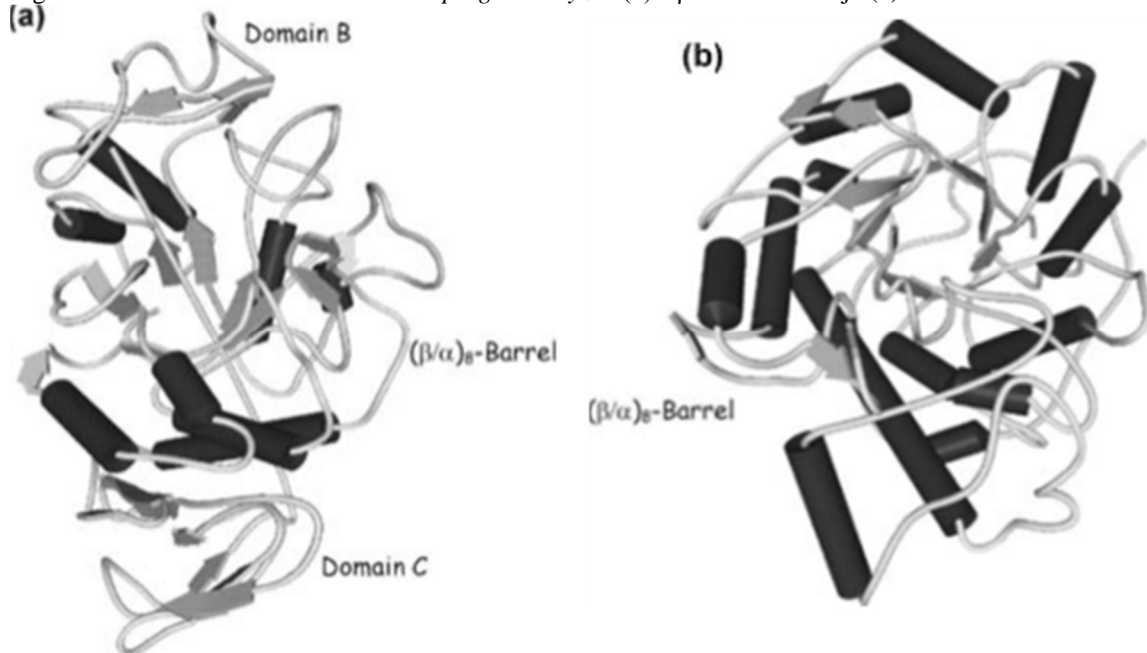 (a)
Domain B
(β/α)8-Barrel
Domain C
(b)
(β/α)8-Barrel